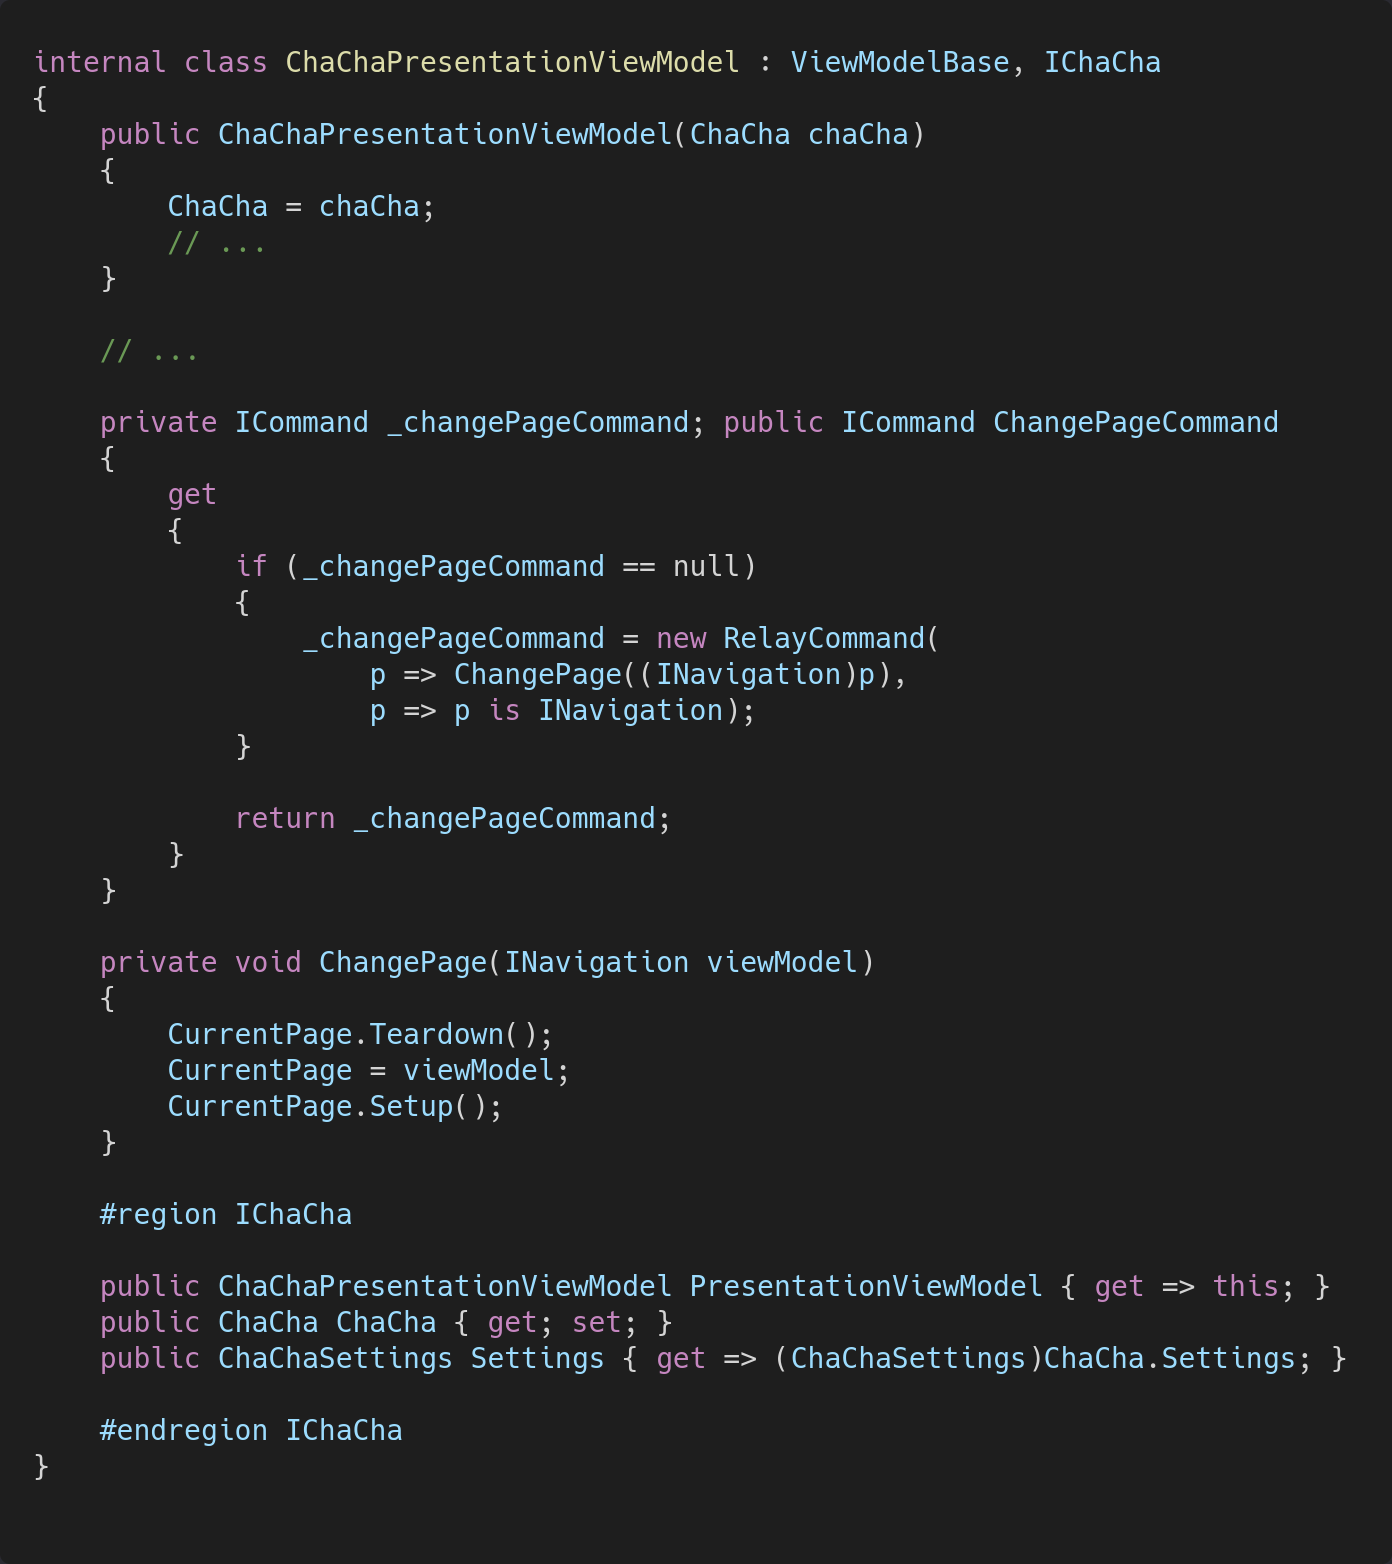 internal class ChaChaPresentationViewModel : ViewModelBase, IChaCha
{
    public ChaChaPresentationViewModel(ChaCha chaCha)
    {
        ChaCha = chaCha;
        // ...
    }

    // ...

    private ICommand _changePageCommand; public ICommand ChangePageCommand
    {
        get
        {
            if (_changePageCommand == null)
            {
                _changePageCommand = new RelayCommand(
                    p => ChangePage((INavigation)p),
                    p => p is INavigation);
            }

            return _changePageCommand;
        }
    }

    private void ChangePage(INavigation viewModel)
    {
        CurrentPage.Teardown();
        CurrentPage = viewModel;
        CurrentPage.Setup();
    }

    #region IChaCha

    public ChaChaPresentationViewModel PresentationViewModel { get => this; }
    public ChaCha ChaCha { get; set; }
    public ChaChaSettings Settings { get => (ChaChaSettings)ChaCha.Settings; }

    #endregion IChaCha
}